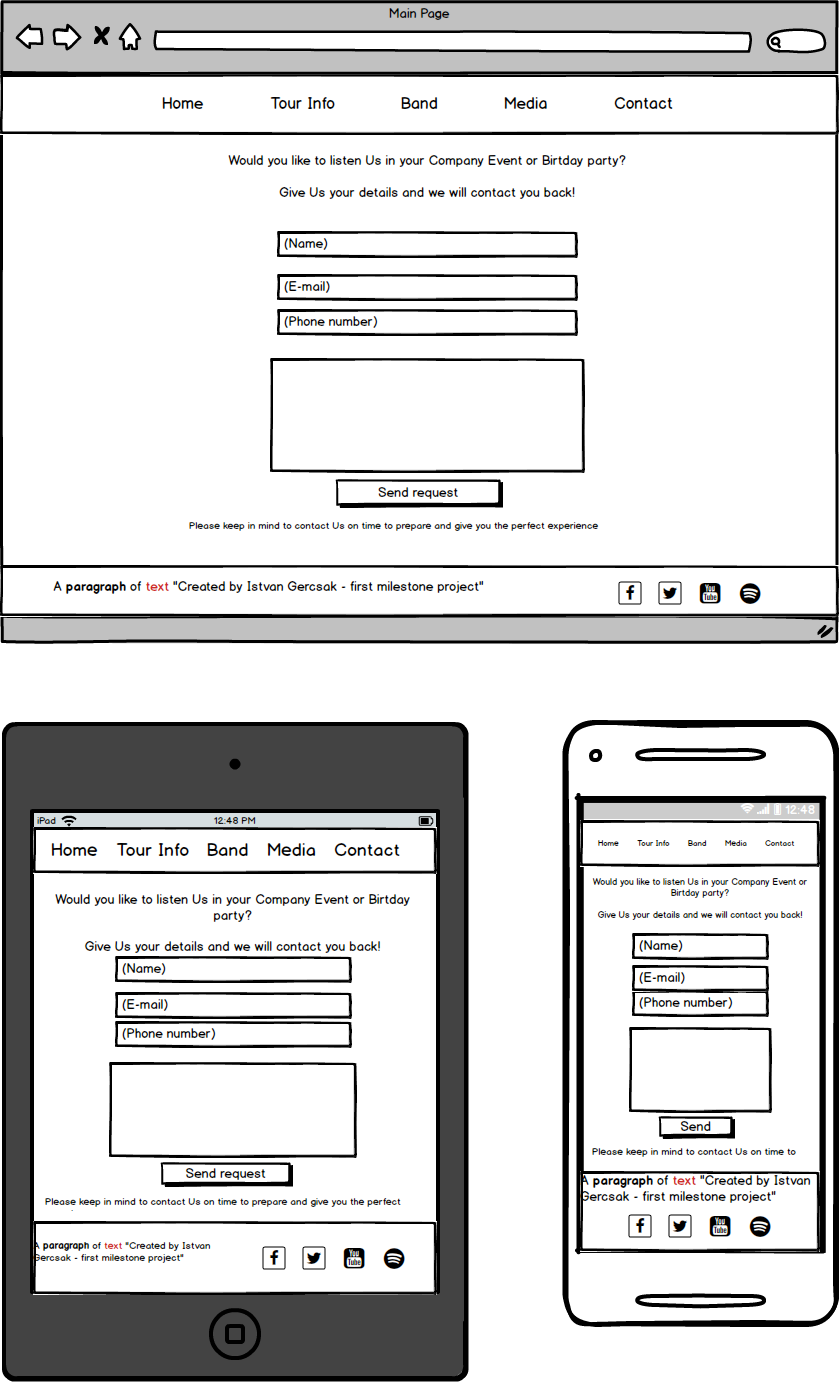 Main Page
Home Tour Info Band Media Contact
Would you like to listen Us in your Company Event or Birtday party?
Give Us your details and we will contact you back!
(Name)
(E-mail)
(Phone number)
Send request
Please keep in mind to contact Us on time to prepare and give you the perfect experience
A paragraph of text "Created by Istvan Gercsak - first milestone project"
You
Tube
iPad 12:48 PM
Home Tour Info Band Media Contact
Would you like to listen Us in your Company Event or Birtday
party?
Give Us your details and we will contact you back!
(Name)
(E-mail)
(Phone number)
Send request
Please keep in mind to contact Us on time to prepare and give you the perfect
A paragraph of text "Created by Istvan
Gercsak - first milestone project"
You
Tube
12:48
Home Tour Info Band Media Contact
Would you like to listen Us in your Company Event or
Birtday party?
Give Us your details and we will contact you back!
(Name)
(E-mail)
(Phone number)
Send
Please keep in mind to contact Us on time to
A paragraph of text "Created by Istvan
Gercsak - first milestone project"
You
Tube